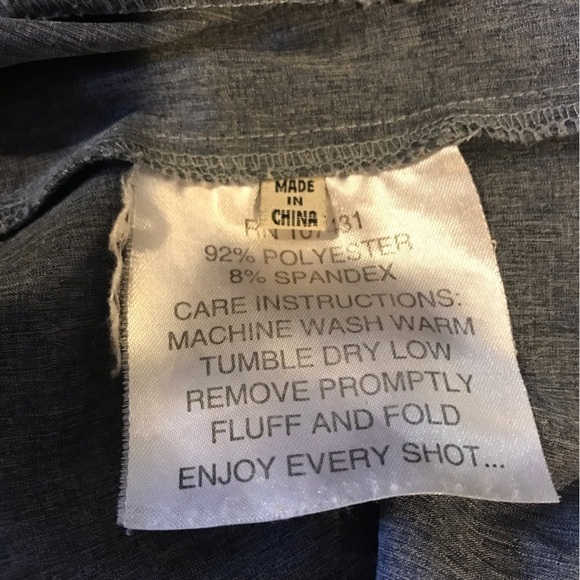 MADE
IN
CHINA
RN
92% POLYESTER
8% SPANDEX
CARE INSTRUCTIONS:
MACHINE WASH WARM
TUMBLE DRY LOW
REMOVE PROMPTLY
FLUFF AND FOLD
ENJOY EVERY SHOT...